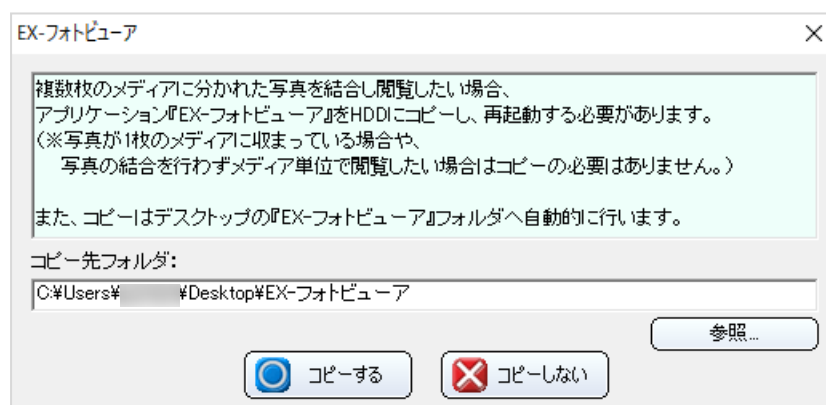 EX-フォトビューア
複数枚のメディアに分かれた写真を結合し閲覧したい場合、
アプリケーション『EX-フォトビューア』をHDDにコピーし、再起動する必要があります。
(※写真が1枚のメディアに収まっている場合や、
写真の結合を行わずメディア単位で閲覧したい場合はコピーの必要はありません。)
また、コピーはデスクトップの『EX-フォトビューア』フォルダへ自動的に行います。
コピー先フォルダ:
C:¥Users¥ ¥Desktop¥EX-フォトビューア
参照...
コピーする
コピーしない